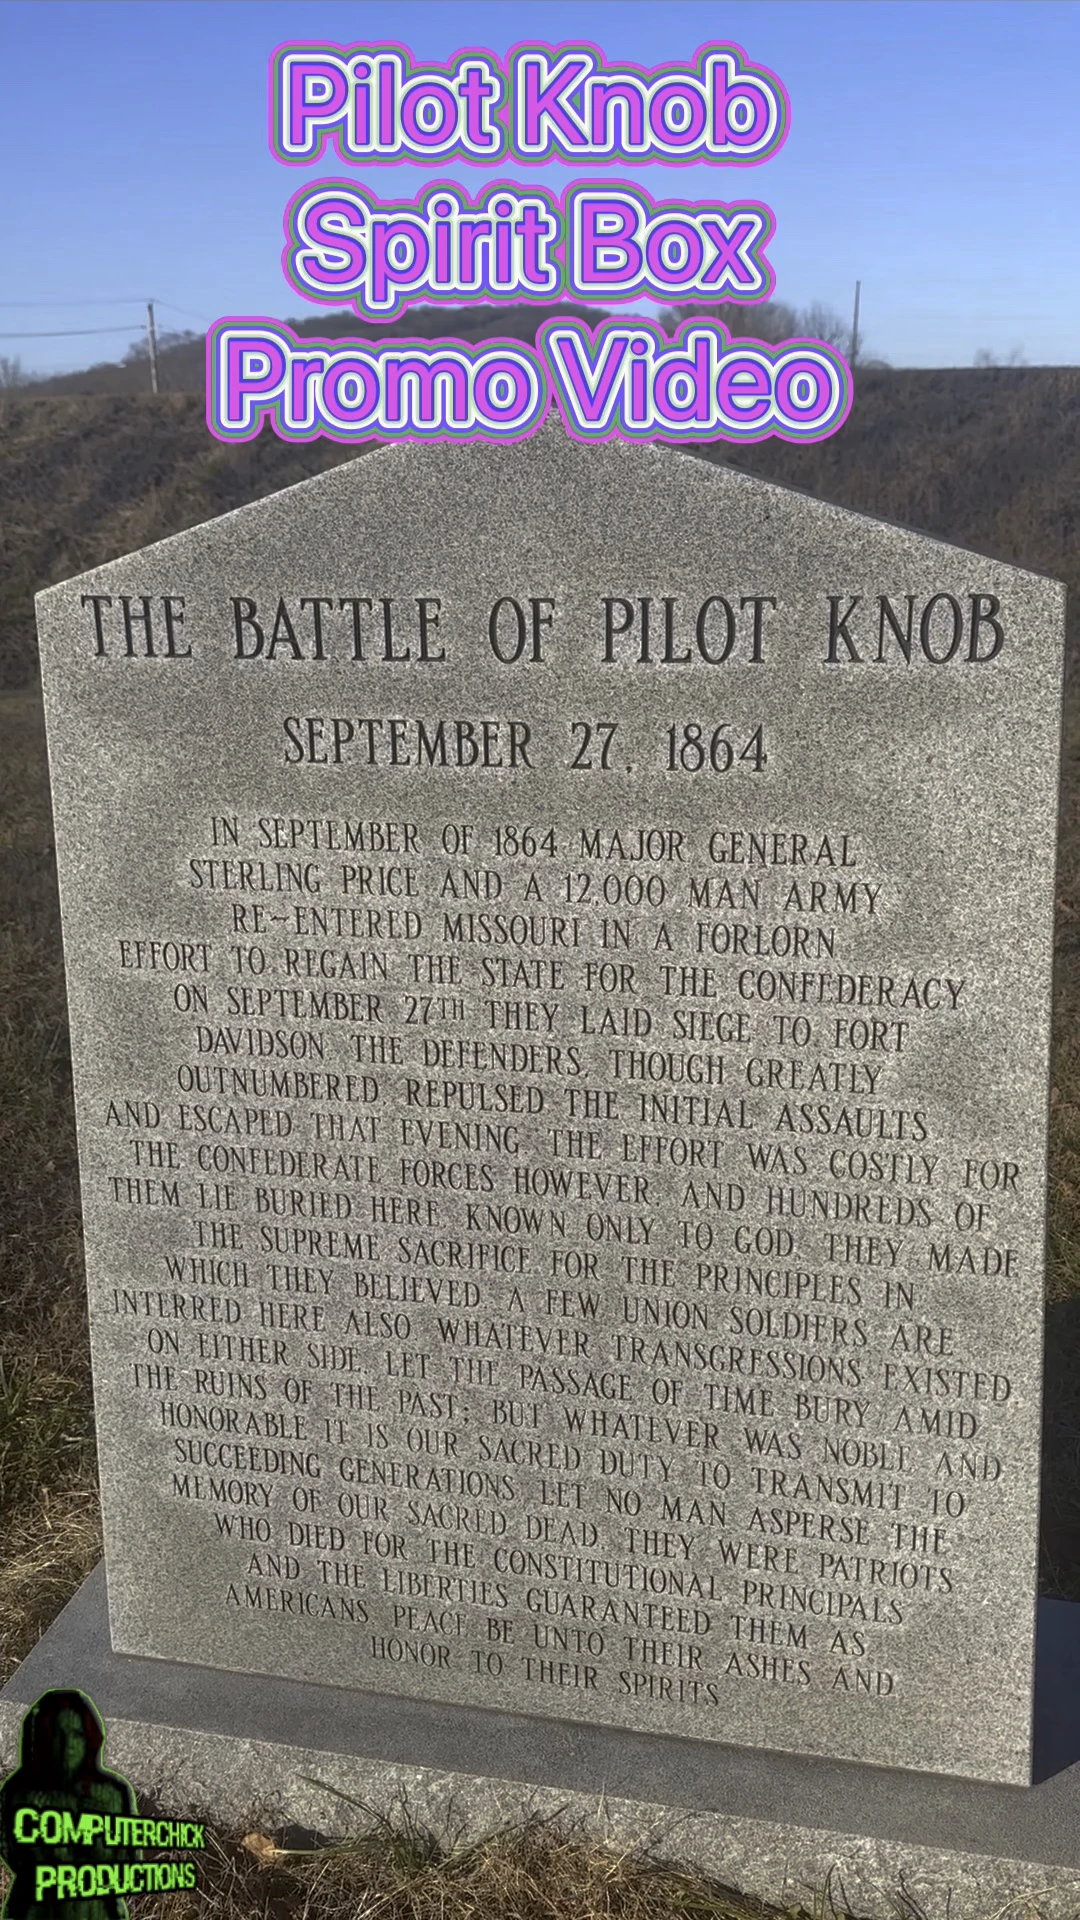 Pilot Knob
Spirit Box
Promo Video
THE BATTLE OF PILOT KNOB
SEPTEMBER 27, 1864
IN SEPTEMBER OF 1864 MAJOR GENERAL
STERLING PRICE AND A 12,000 MAN ARMY
RE-ENTERED MISSOURI IN A FORLORN
EFFORT TO REGAIN THE STATE FOR THE CONFEDERACY
ON SEPTEMBER 27TH THEY LAID SIEGE TO FORT
DAVIDSON. THE DEFENDERS, THOUGH GREATLY
OUTNUMBERED, REPULSED THE INITIAL ASSAULTS
AND ESCAPED THAT EVENING. THE EFFORT WAS COSTLY FOR
THE CONFEDERATE FORCES HOWEVER, AND HUNDREDS OF
THEM LIE BURIED HERE, KNOWN ONLY TO GOD. THEY MADE
THE SUPREME SACRIFICE FOR THE PRINCIPLES IN
WHICH THEY BELIEVED. A FEW UNION SOLDIERS ARE
INTERRED HERE ALSO. WHATEVER TRANSGRESSIONS EXISTED
ON EITHER SIDE, LET THE PASSAGE OF TIME BURY AMID
THE RUINS OF THE PAST; BUT WHATEVER WAS NOBLE AND
HONORABLE IT IS OUR SACRED DUTY TO TRANSMIT TO
SUCCEEDING GENERATIONS. LET NO MAN ASPERSE THE
MEMORY OF OUR SACRED DEAD. THEY WERE PATRIOTS
WHO DIED FOR THE CONSTITUTIONAL PRINCIPALS
AND THE LIBERTIES GUARANTEED THEM AS
AMERICANS. PEACE BE UNTO THEIR ASHES AND
HONOR TO THEIR SPIRITS
COMPUTERCHICK
PRODUCTIONS